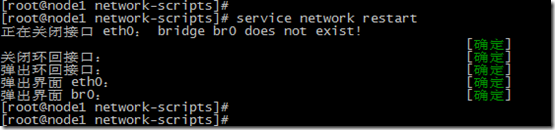 [root@node1 network-scripts]#
[root@node1 network-scripts]# service network restart
正在关闭接口 eth0： bridge br0 does not exist!
[确定]
关闭环回接口： [确定]
弹出环回接口： [确定]
弹出界面 eth0： [确定]
弹出界面 br0： [确定]
[root@node1 network-scripts]#
[root@node1 network-scripts]#